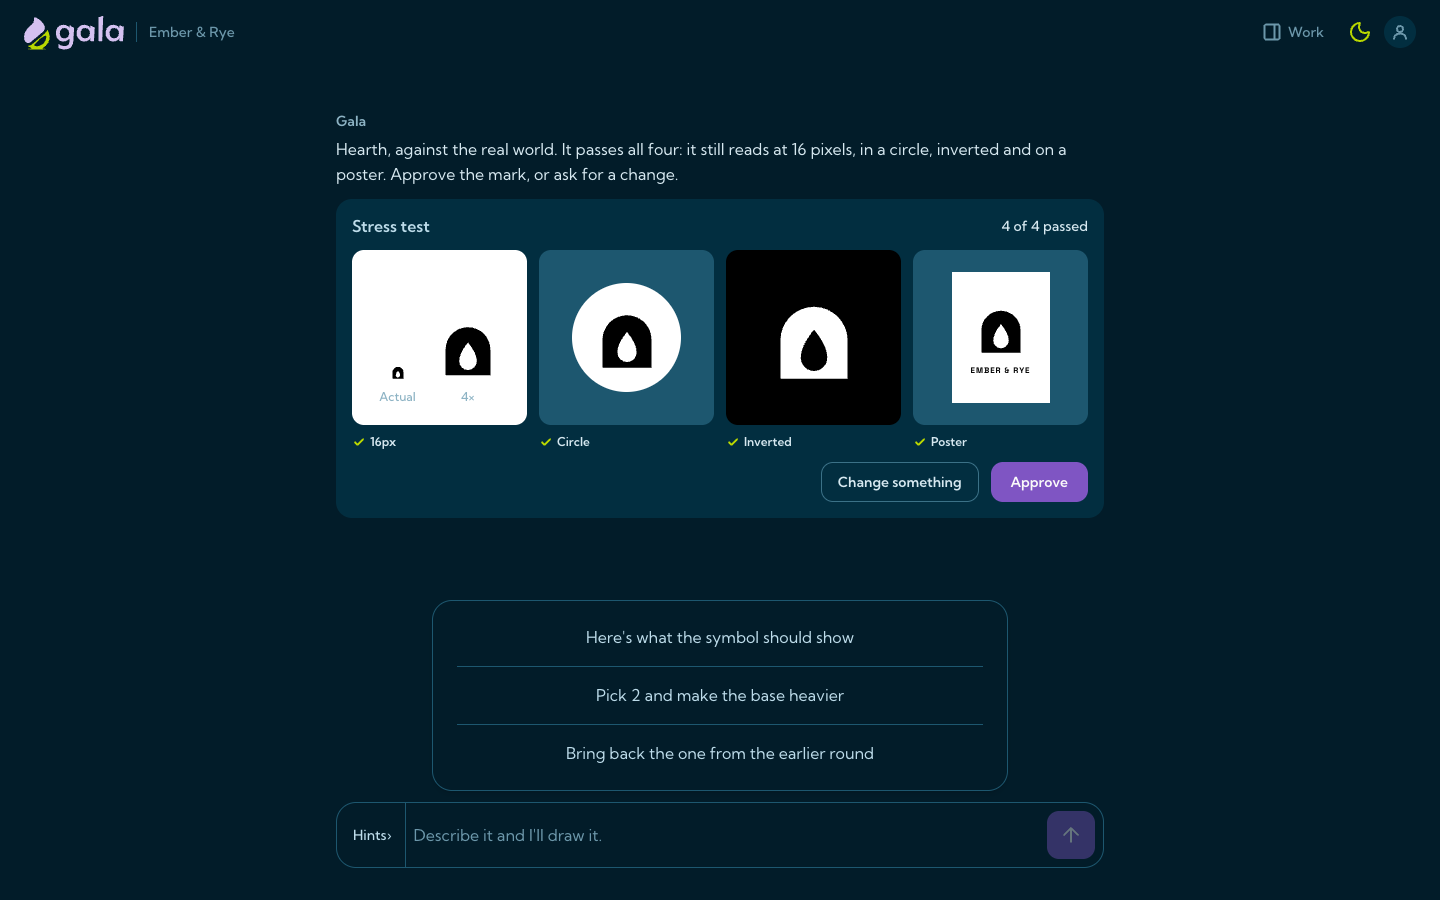 gala
Ember & Rye
Work
Gala
Hearth, against the real world. It passes all four: it still reads at 16 pixels, in a circle, inverted and on a
poster. Approve the mark, or ask for a change.
Stress test
4 of 4 passed
Actual
4×
EMBER & RYE
16px
Circle
Inverted
Poster
Change something
Approve
Here's what the symbol should show
Pick 2 and make the base heavier
Bring back the one from the earlier round
Hints›
Describe it and I'll draw it.